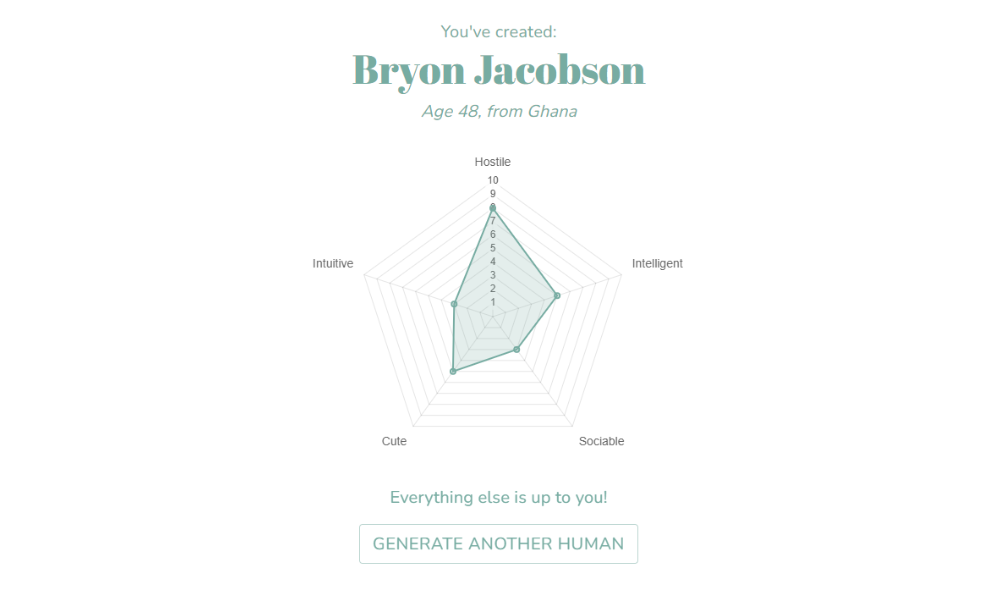 You've created:
Bryon Jacobson
Age 48, from Ghana
Hostile
10
9
8
7
6
5
4
3
2
1
Intuitive
Intelligent
Cute
Sociable
Everything else is up to you!
GENERATE ANOTHER HUMAN